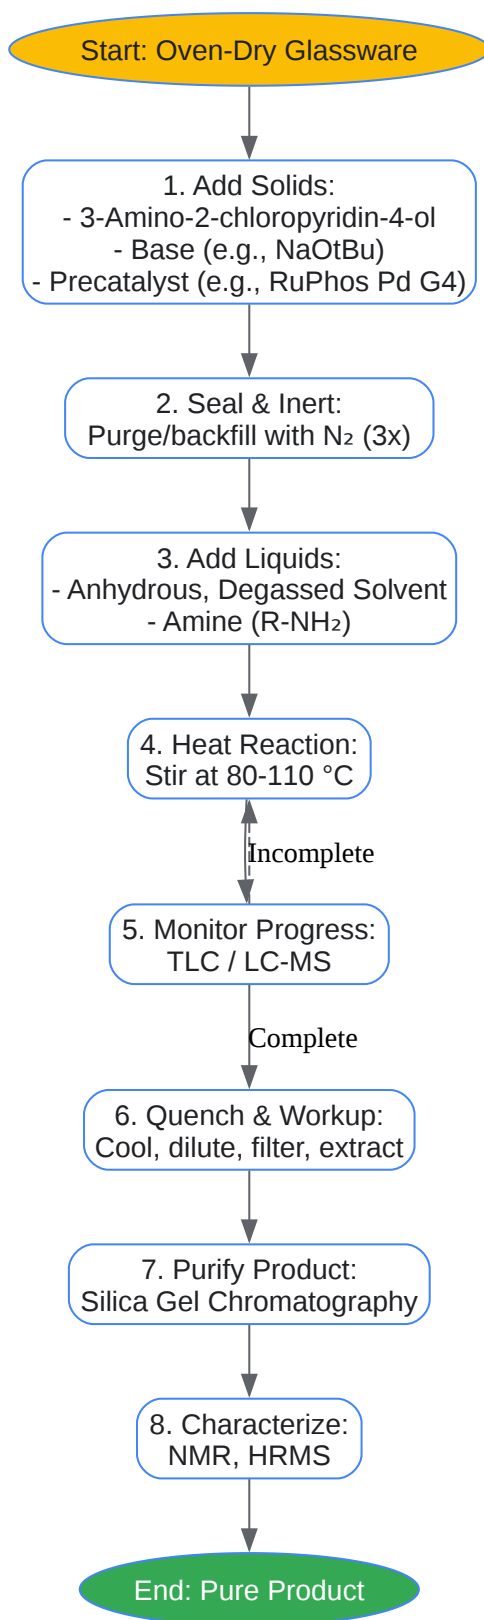 Start: Oven-Dry Glassware
1. Add Solids:
- 3-Amino-2-chloropyridin-4-ol
- Base (e.g., NaOtBu)
- Precatalyst (e.g., RuPhos Pd G4)
2. Seal & Inert:
Purge/backfill with N₂ (3x)
3. Add Liquids:
- Anhydrous, Degassed Solvent
- Amine (R-NH₂)
4. Heat Reaction:
Stir at 80-110 °C
Incomplete
5. Monitor Progress:
TLC / LC-MS
Complete
6. Quench & Workup:
Cool, dilute, filter, extract
7. Purify Product:
Silica Gel Chromatography
8. Characterize:
NMR, HRMS
End: Pure Product